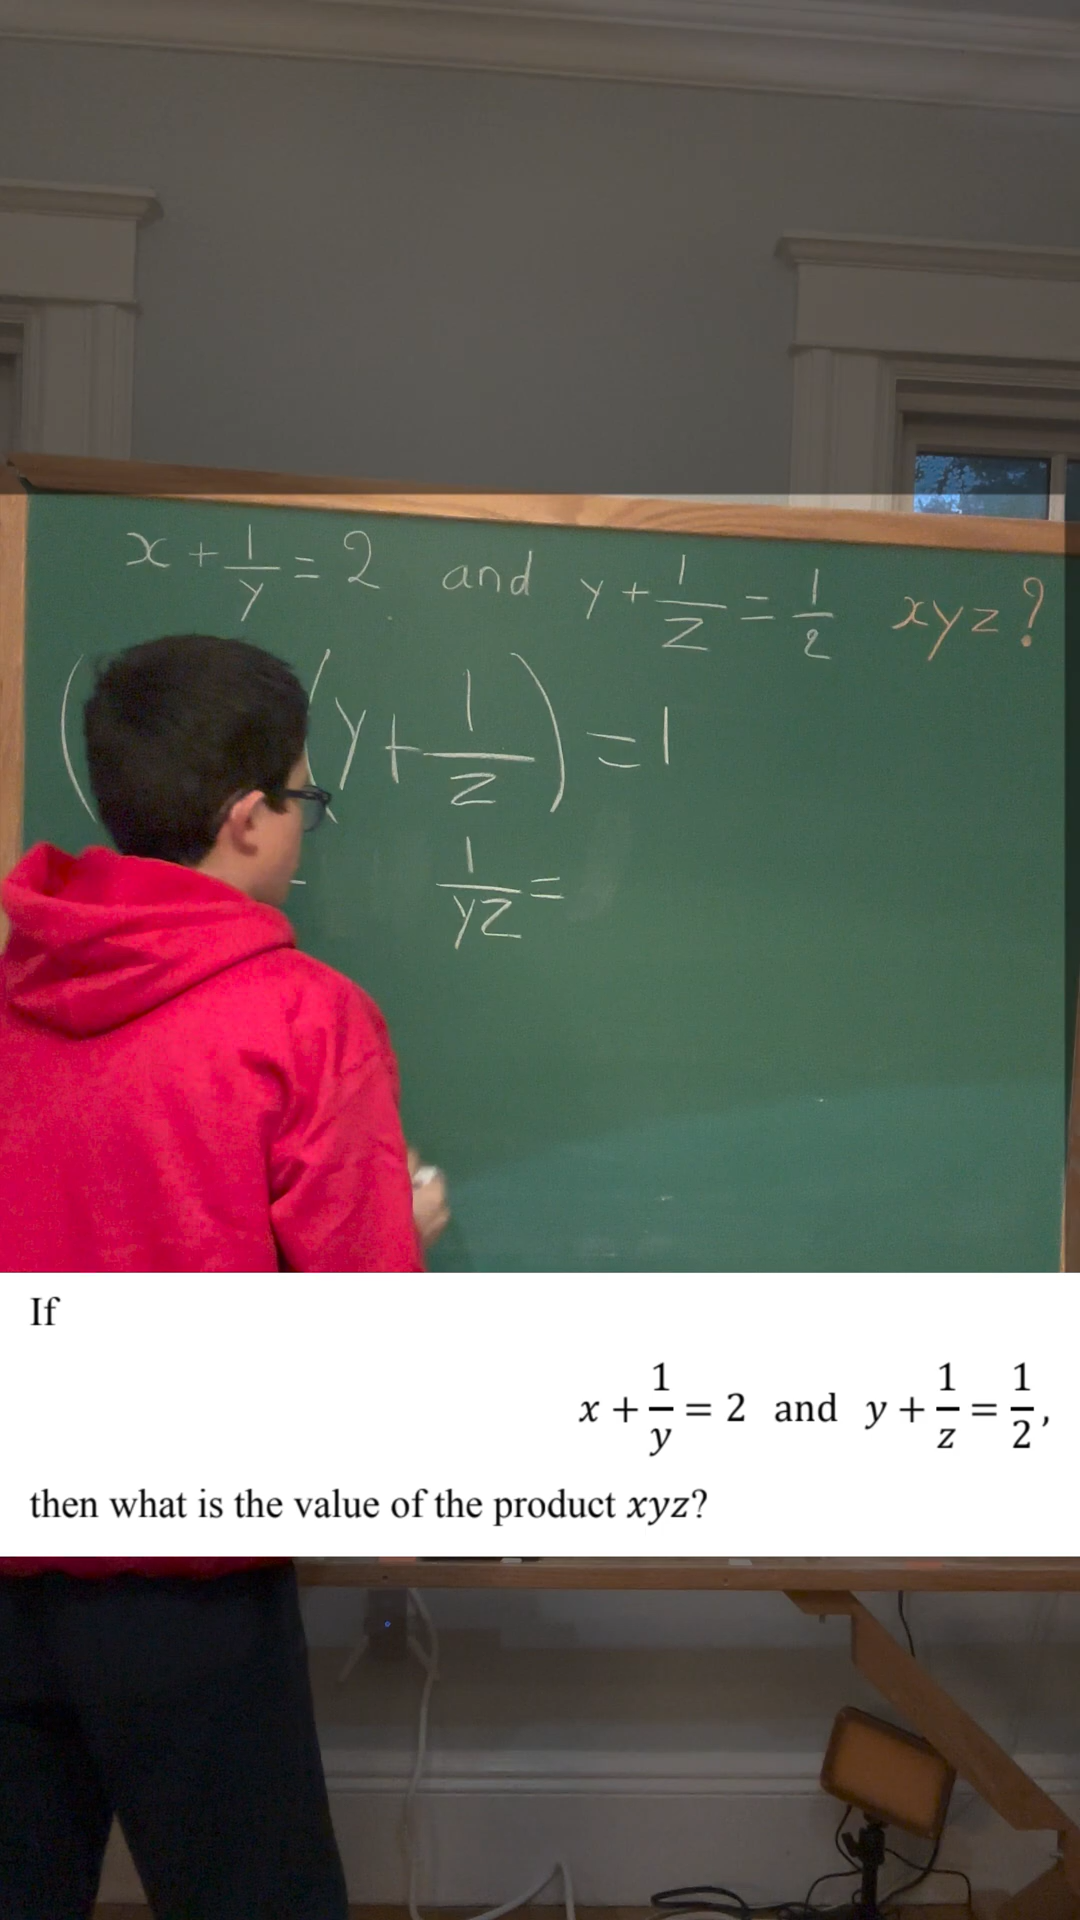 x + 1/y = 2 and y + 1/z = 1/2 xyz?
( (y + 1/z) = 1
1/yz =
If
x + 1/y = 2 and y + 1/z = 1/2,
then what is the value of the product xyz?